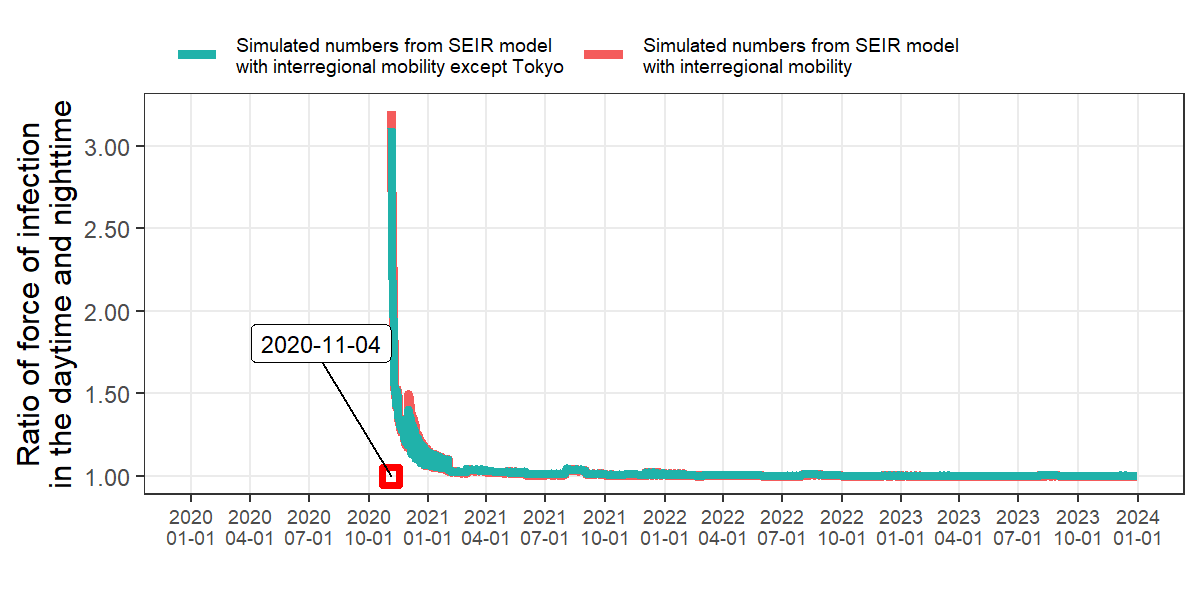 Simulated numbers from SEIR model
with interregional mobility except Tokyo
Simulated numbers from SEIR model
with interregional mobility
Ratio of force of infection
in the daytime and nighttime
3.00
2.50
2.00
1.50
1.00
2020-11-04
2020 2020 2020 2020 2021 2021 2021 2021 2022 2022 2022 2022 2023 2023 2023 2023 2024
01-01 04-01 07-01 10-01 01-01 04-01 07-01 10-01 01-01 04-01 07-01 10-01 01-01 04-01 07-01 10-01 01-01